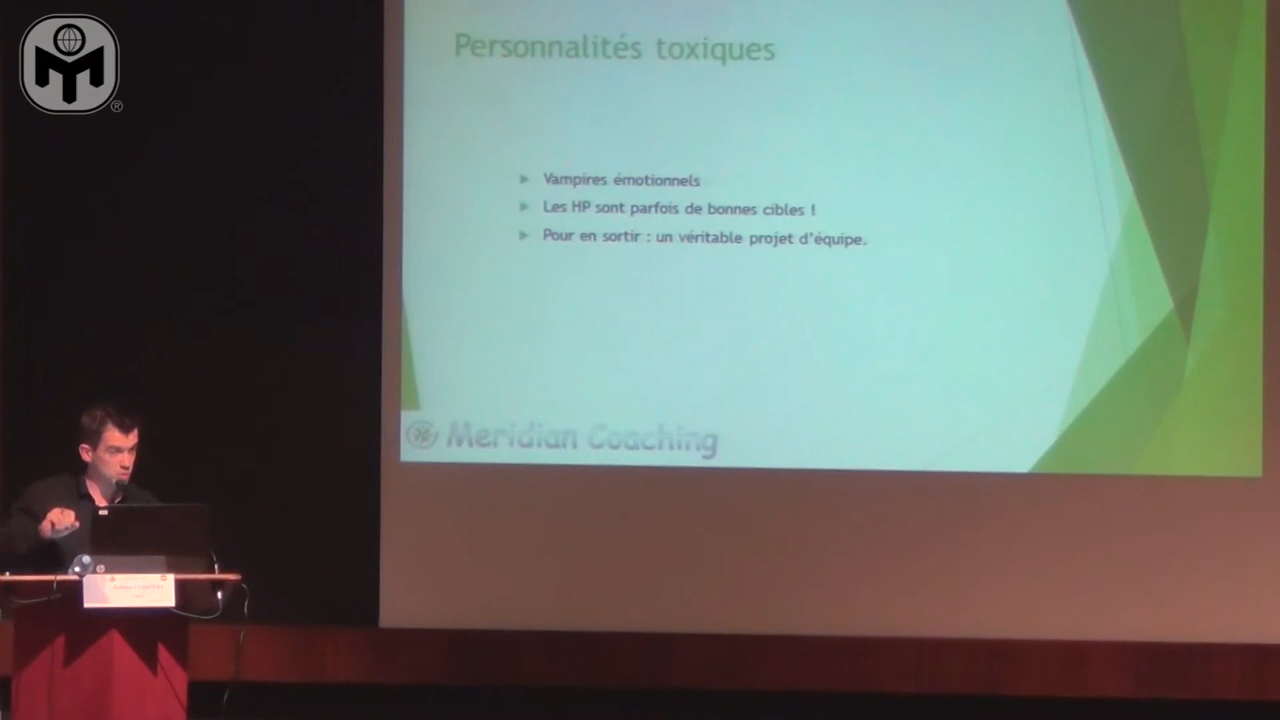 Personnalités toxiques
Vampires émotionnels
Les HP sont parfois de bonnes cibles !
Pour en sortir : un véritable projet d'équipe.
Meridian Coaching
®